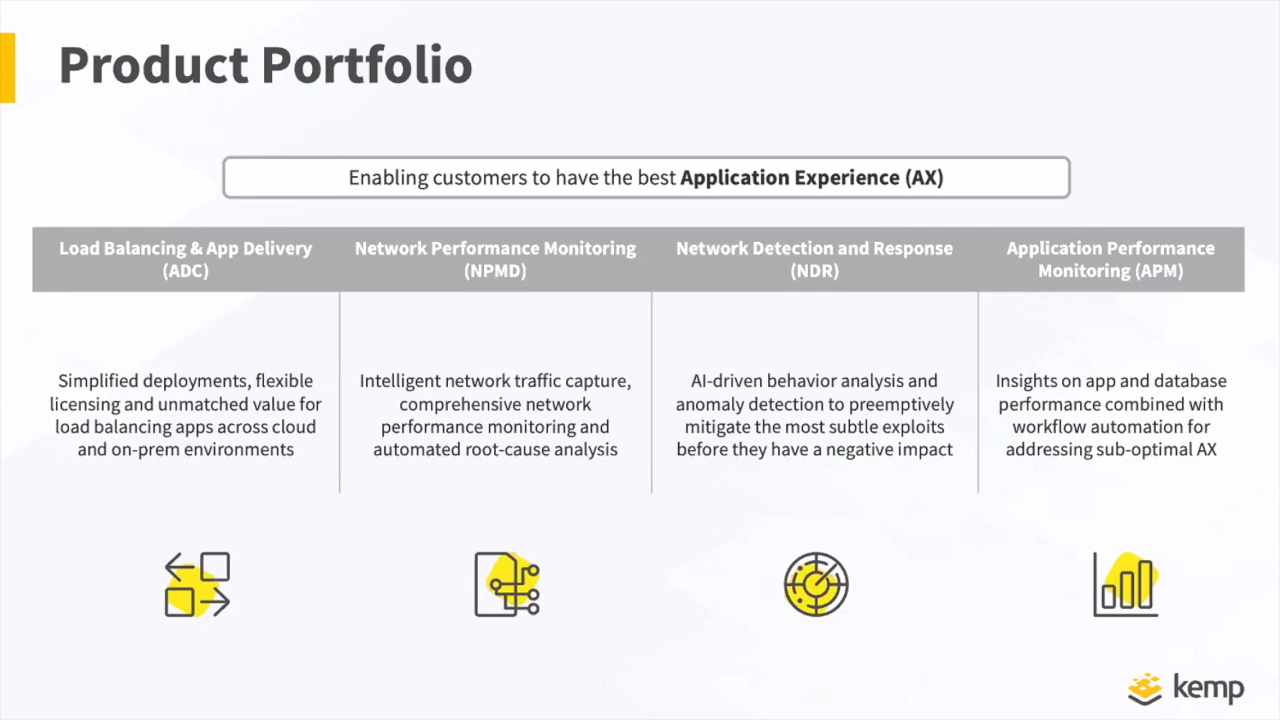 Product Portfolio
Enabling customers to have the best Application Experience (AX)
Load Balancing & App Delivery
(ADC)
Network Performance Monitoring
(NPMD)
Network Detection and Response
(NDR)
Application Performance
Monitoring (APM)
Simplified deployments, flexible
licensing and unmatched value for
load balancing apps across cloud
and on-prem environments
Intelligent network traffic capture,
comprehensive network
performance monitoring and
automated root-cause analysis
AI-driven behavior analysis and
anomaly detection to preemptively
mitigate the most subtle exploits
before they have a negative impact
Insights on app and database
performance combined with
workflow automation for
addressing sub-optimal AX
kemp